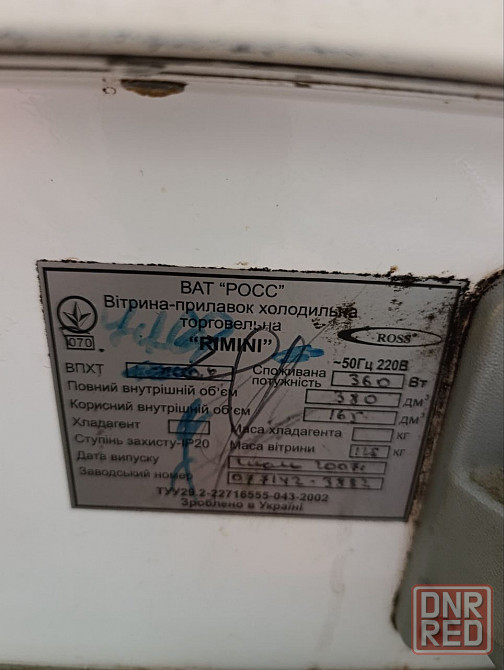 ВАТ "РОСС"
Вітрина-прилавок холодильна
торговельна
"RIMINI"
ROSS®
070
~50Гц 220В
ВПХТ
Споживана потужність 360 Вт
Повний внутрішній об'єм 380 дм³
Корисний внутрішній об'єм 165 дм³
Хладагент
Маса хладагента кг
Ступінь захисту-IP20
Маса вітрини кг
Дата випуску 2007
Заводський номер
ТУУ29.2-22716555-043-2002
Зроблено в Україні
DNR
RED